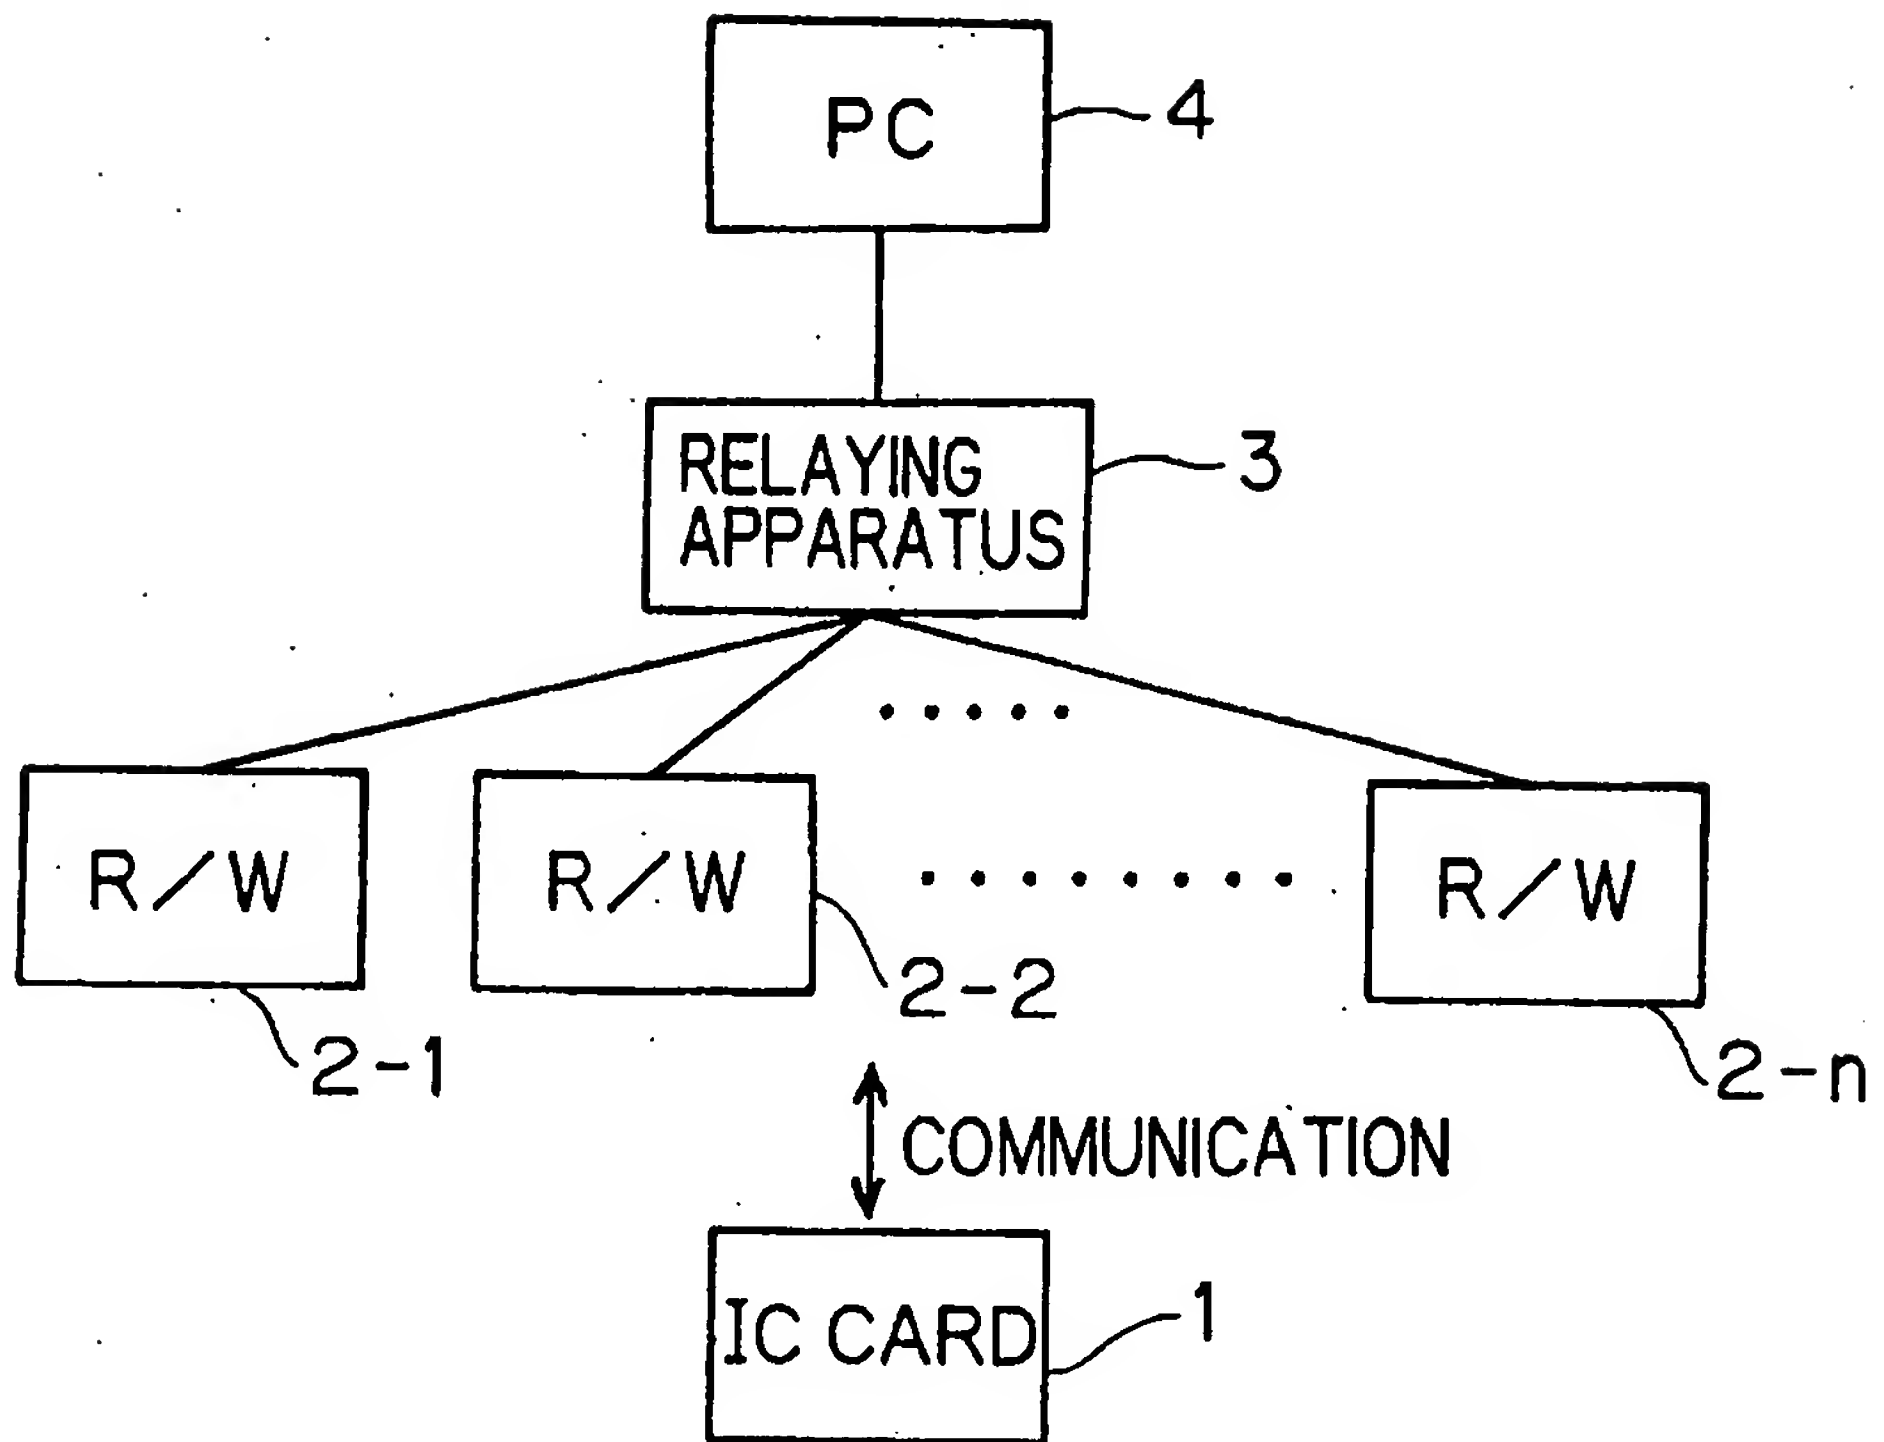 PC
4
RELAYING
APPARATUS
3
R/W
R/W
R/W
2-1
2-2
2-n
COMMUNICATION
IC CARD
1